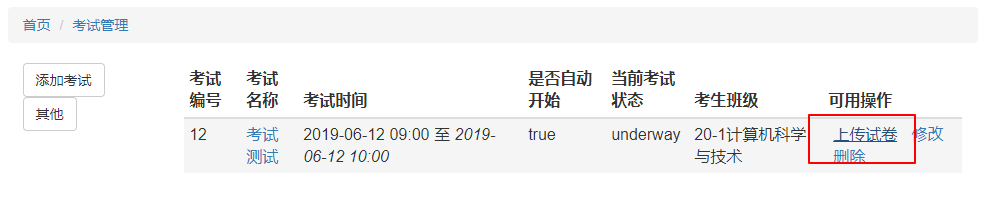 首页 / 考试管理
添加考试
其他
考试编号 考试名称 考试时间 是否自动开始 当前考试状态 考生班级 可用操作
12 考试测试 2019-06-12 09:00 至 2019-06-12 10:00 true underway 20-1计算机科学与技术 上传试卷 修改 删除